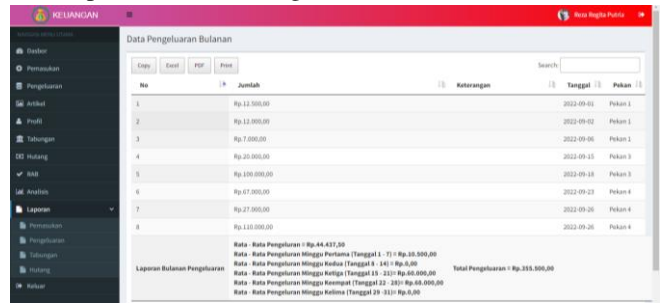 KEUANGAN
Reza Regita Putria
Dasbor
Pemasukan
Pengeluaran
Artikel
Profil
Tabungan
Hutang
RAB
Analisis
Laporan
Pemasukan
Pengeluaran
Tabungan
Hutang
Keluar
Data Pengeluaran Bulanan
Copy Excel PDF Print
Search:
No Jumlah Keterangan Tanggal Pekan
1 Rp.12.500,00 2022-09-01 Pekan 1
2 Rp.12.000,00 2022-09-02 Pekan 1
3 Rp.7.000,00 2022-09-06 Pekan 1
4 Rp.20.000,00 2022-09-15 Pekan 3
5 Rp.100.000,00 2022-09-18 Pekan 3
6 Rp.67.000,00 2022-09-23 Pekan 4
7 Rp.27.000,00 2022-09-26 Pekan 4
8 Rp.110.000,00 2022-09-26 Pekan 4
Laporan Bulanan Pengeluaran
Rata - Rata Pengeluran = Rp.44.437,50
Rata - Rata Pengeluran Minggu Pertama (Tanggal 1 - 7) = Rp.10.500,00
Rata - Rata Pengeluran Minggu Kedua (Tanggal 8 - 14) = Rp.0,00
Rata - Rata Pengeluran Minggu Ketiga (Tanggal 15 - 21)= Rp.60.000,00
Rata - Rata Pengeluran Minggu Keempat (Tanggal 22 - 28)= Rp.68.000,00
Rata - Rata Pengeluran Minggu Kelima (Tanggal 29 -31)= Rp.0,00
Total Pengeluaran = Rp.355.500,00